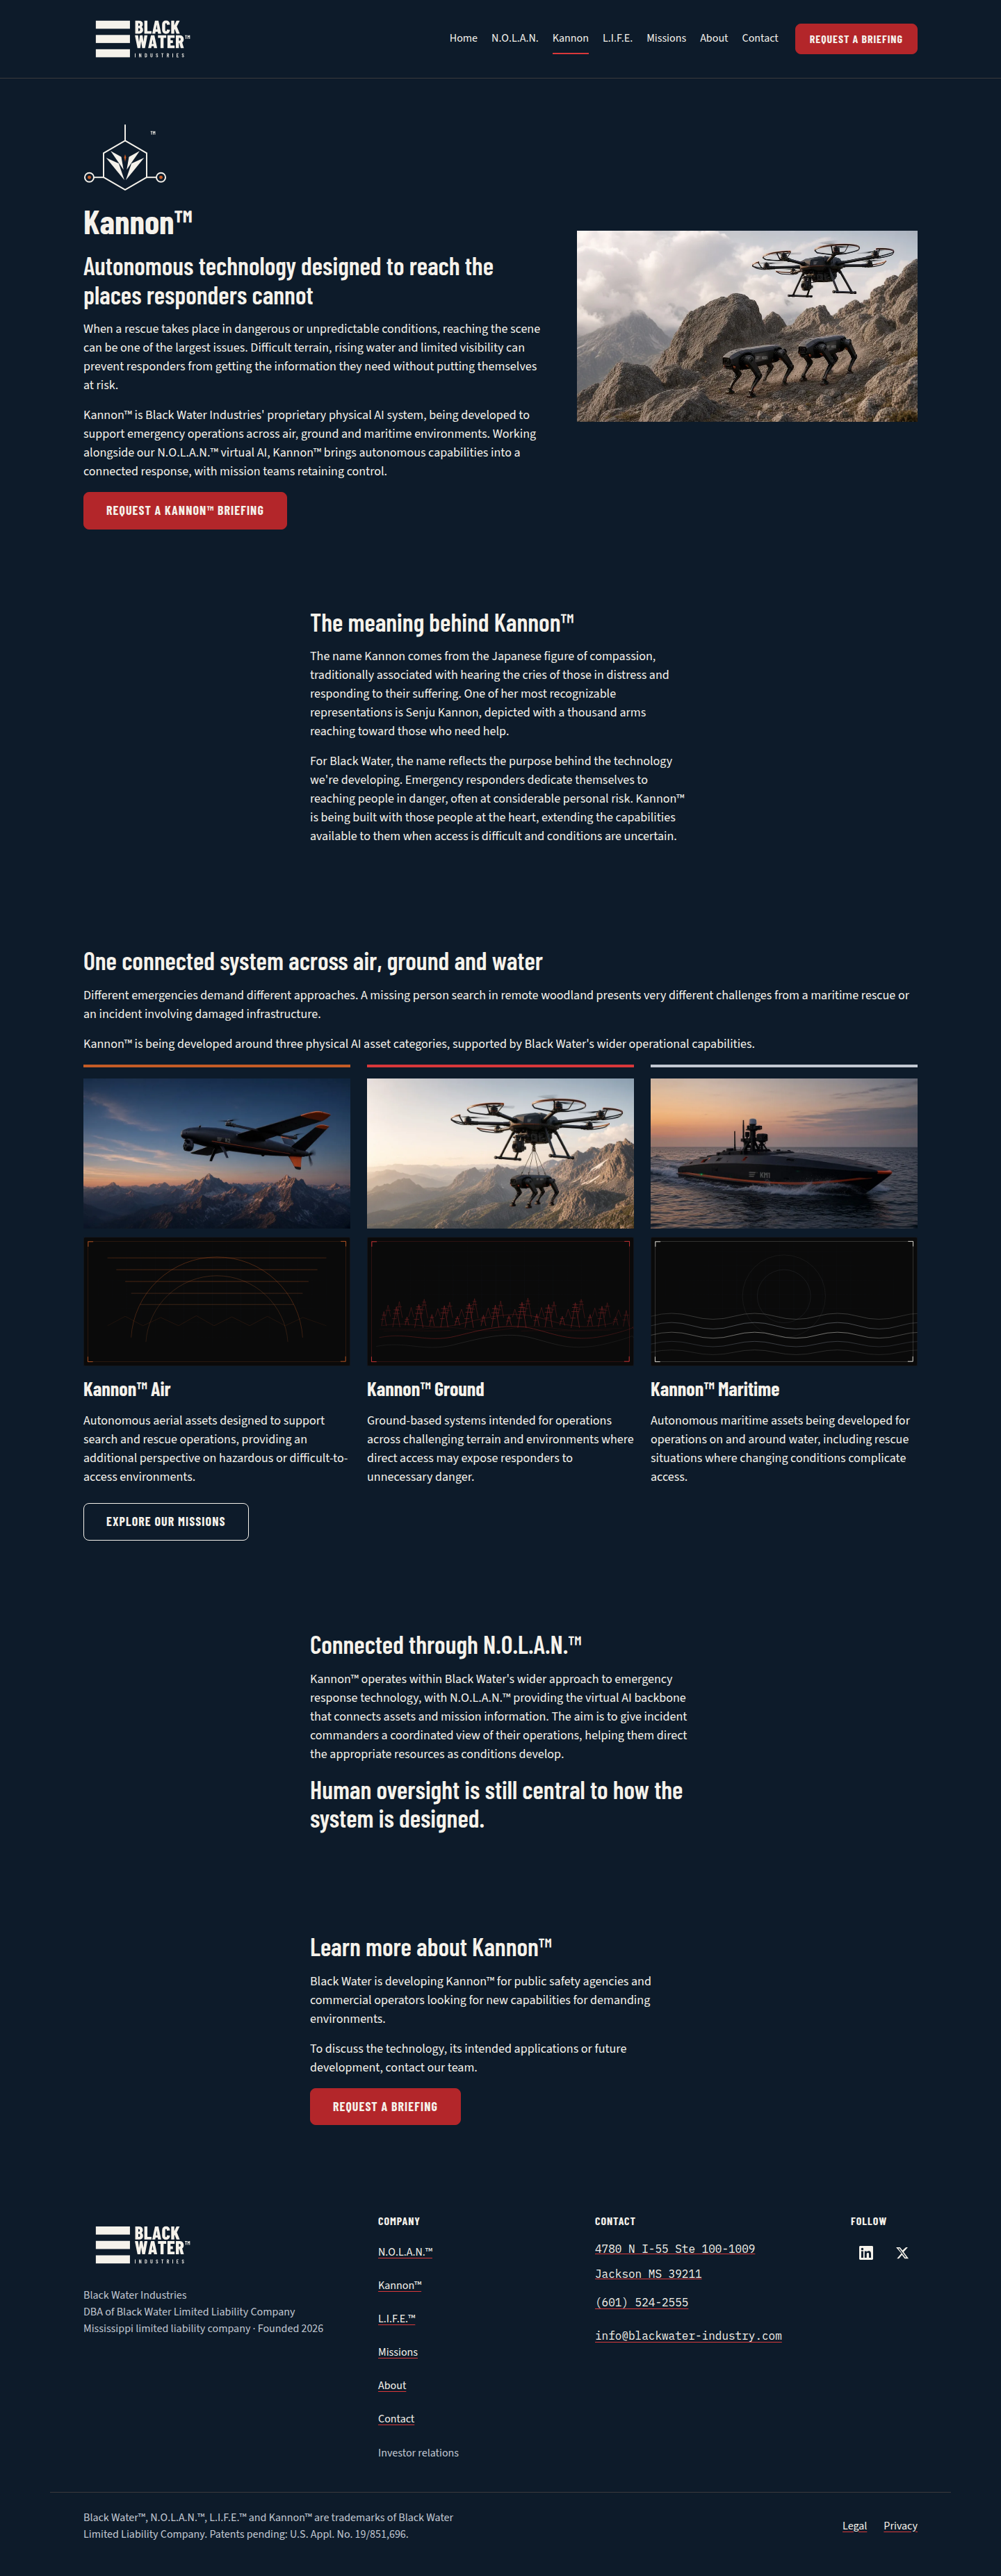 BLACK
WATER™
INDUSTRIES
Home N.O.L.A.N. Kannon L.I.F.E. Missions About Contact REQUEST A BRIEFING
™
Kannon™
Autonomous technology designed to reach the
places responders cannot
When a rescue takes place in dangerous or unpredictable conditions, reaching the scene
can be one of the largest issues. Difficult terrain, rising water and limited visibility can
prevent responders from getting the information they need without putting themselves
at risk.
Kannon™ is Black Water Industries' proprietary physical AI system, being developed to
support emergency operations across air, ground and maritime environments. Working
alongside our N.O.L.A.N.™ virtual AI, Kannon™ brings autonomous capabilities into a
connected response, with mission teams retaining control.
REQUEST A KANNON™ BRIEFING
The meaning behind Kannon™
The name Kannon comes from the Japanese figure of compassion,
traditionally associated with hearing the cries of those in distress and
responding to their suffering. One of her most recognizable
representations is Senju Kannon, depicted with a thousand arms
reaching toward those who need help.
For Black Water, the name reflects the purpose behind the technology
we're developing. Emergency responders dedicate themselves to
reaching people in danger, often at considerable personal risk. Kannon™
is being built with those people at the heart, extending the capabilities
available to them when access is difficult and conditions are uncertain.
One connected system across air, ground and water
Different emergencies demand different approaches. A missing person search in remote woodland presents very different challenges from a maritime rescue or
an incident involving damaged infrastructure.
Kannon™ is being developed around three physical AI asset categories, supported by Black Water's wider operational capabilities.
Kannon™ Air
Autonomous aerial assets designed to support
search and rescue operations, providing an
additional perspective on hazardous or difficult-to-
access environments.
Kannon™ Ground
Ground-based systems intended for operations
across challenging terrain and environments where
direct access may expose responders to
unnecessary danger.
Kannon™ Maritime
Autonomous maritime assets being developed for
operations on and around water, including rescue
situations where changing conditions complicate
access.
EXPLORE OUR MISSIONS
Connected through N.O.L.A.N.™
Kannon™ operates within Black Water's wider approach to emergency
response technology, with N.O.L.A.N.™ providing the virtual AI backbone
that connects assets and mission information. The aim is to give incident
commanders a coordinated view of their operations, helping them direct
the appropriate resources as conditions develop.
Human oversight is still central to how the
system is designed.
Learn more about Kannon™
Black Water is developing Kannon™ for public safety agencies and
commercial operators looking for new capabilities for demanding
environments.
To discuss the technology, its intended applications or future
development, contact our team.
REQUEST A BRIEFING
BLACK
WATER™
INDUSTRIES
Black Water Industries
DBA of Black Water Limited Liability Company
Mississippi limited liability company · Founded 2026
COMPANY
N.O.L.A.N.™
Kannon™
L.I.F.E.™
Missions
About
Contact
Investor relations
CONTACT
4780 N I-55 Ste 100-1009
Jackson MS 39211
(601) 524-2555
info@blackwater-industry.com
FOLLOW
Black Water™, N.O.L.A.N.™, L.I.F.E.™ and Kannon™ are trademarks of Black Water
Limited Liability Company. Patents pending: U.S. Appl. No. 19/851,696.
Legal Privacy